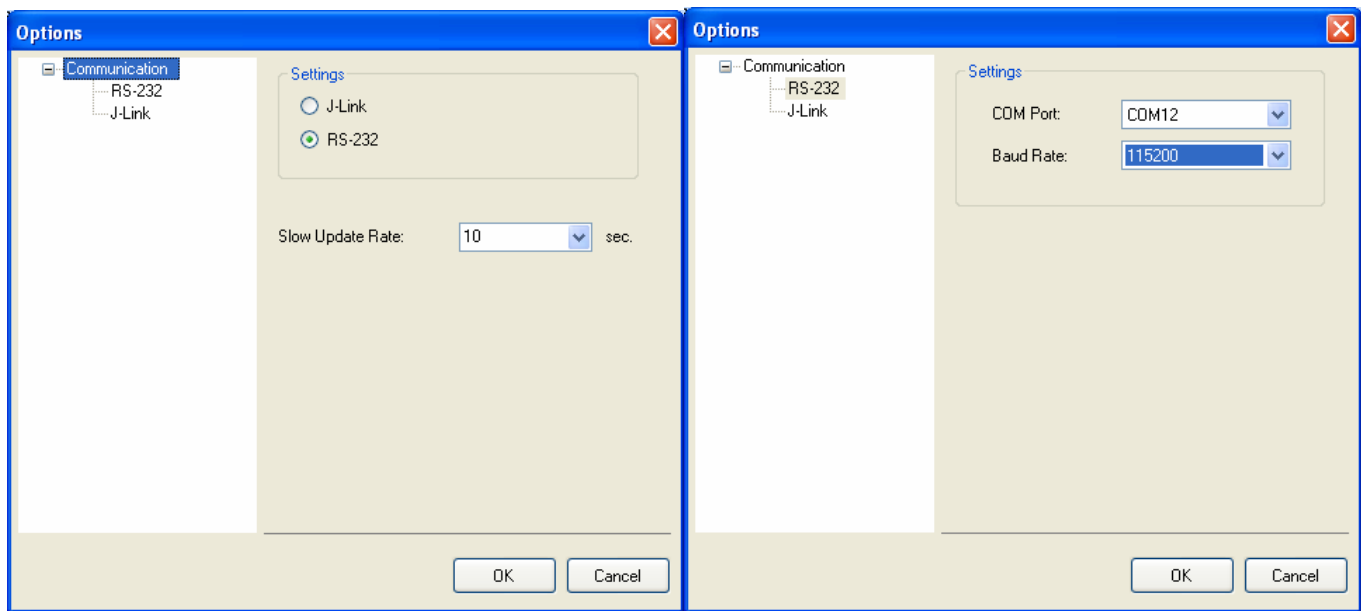 Options
Communication
RS-232
J-Link
Settings
J-Link
RS-232
Slow Update Rate: 10 sec.
OK Cancel
Options
Communication
RS-232
J-Link
Settings
COM Port: COM12
Baud Rate: 115200
OK Cancel